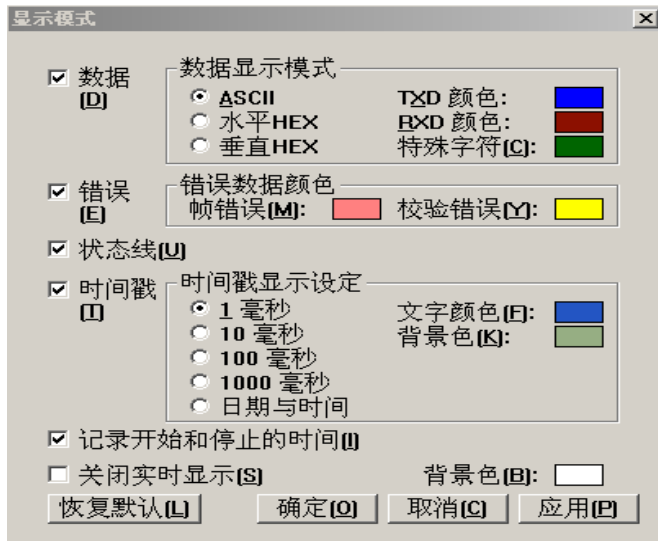 显示模式
数据显示模式
数据
(D)
ASCII TXD 颜色:
水平HEX RXD 颜色:
垂直HEX 特殊字符(C):
错误数据颜色
错误
(E)
帧错误(M): 校验错误(Y):
状态线(U)
时间戳显示设定
时间戳
(T)
1 毫秒 文字颜色(F):
10 毫秒 背景色(K):
100 毫秒
1000 毫秒
日期与时间
记录开始和停止的时间(I)
关闭实时显示(S) 背景色(B):
恢复默认(L) 确定(O) 取消(C) 应用(P)